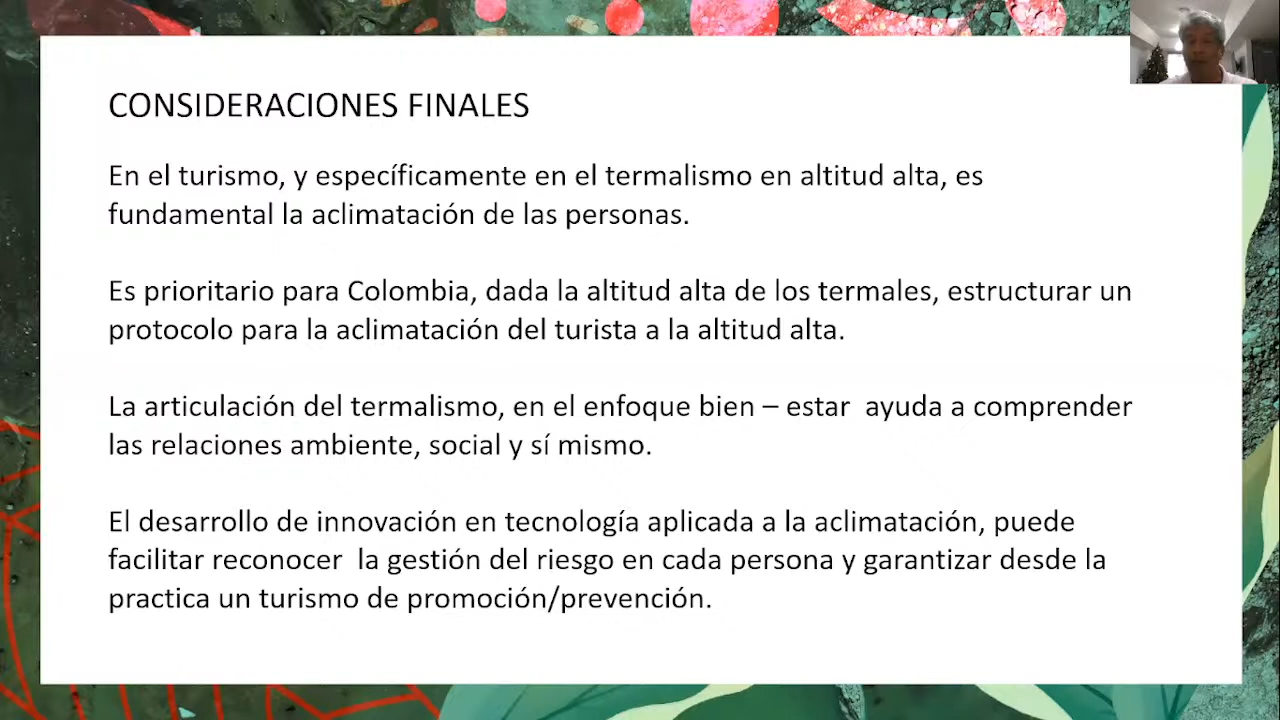 CONSIDERACIONES FINALES
En el turismo, y específicamente en el termalismo en altitud alta, es
fundamental la aclimatación de las personas.
Es prioritario para Colombia, dada la altitud alta de los termales, estructurar un
protocolo para la aclimatación del turista a la altitud alta.
La articulación del termalismo, en el enfoque bien – estar  ayuda a comprender
las relaciones ambiente, social y sí mismo.
El desarrollo de innovación en tecnología aplicada a la aclimatación, puede
facilitar reconocer  la gestión del riesgo en cada persona y garantizar desde la
practica un turismo de promoción/prevención.